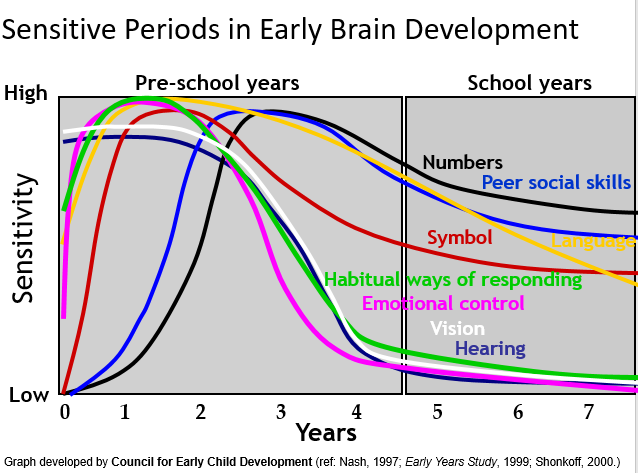 Sensitive Periods in Early Brain Development
Pre-school years
School years
High
Numbers
Peer social skills
Sensitivity
Symbol
Language
Habitual ways of responding
Emotional control
Vision
Hearing
Low
0 1 2 3 4 5 6 7
Years
Graph developed by Council for Early Child Development (ref: Nash, 1997; Early Years Study, 1999; Shonkoff, 2000.)